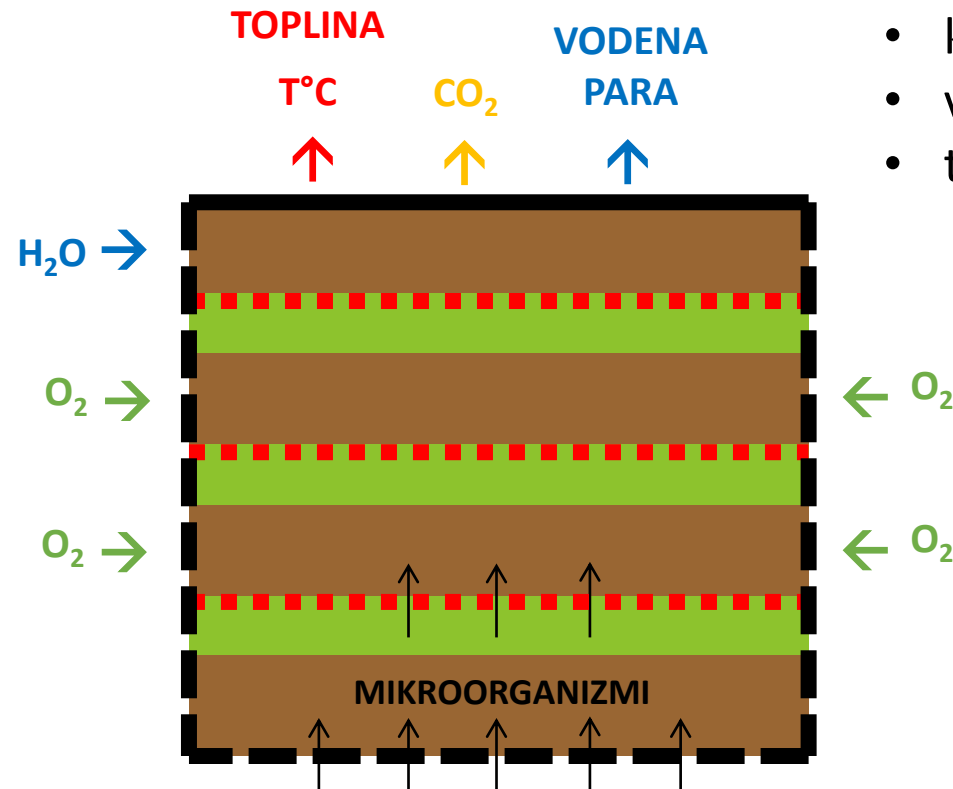 TOPLINA
T°C
CO₂
VODENA
PARA
H₂O
O₂
O₂
O₂
O₂
MIKROORGANIZMI